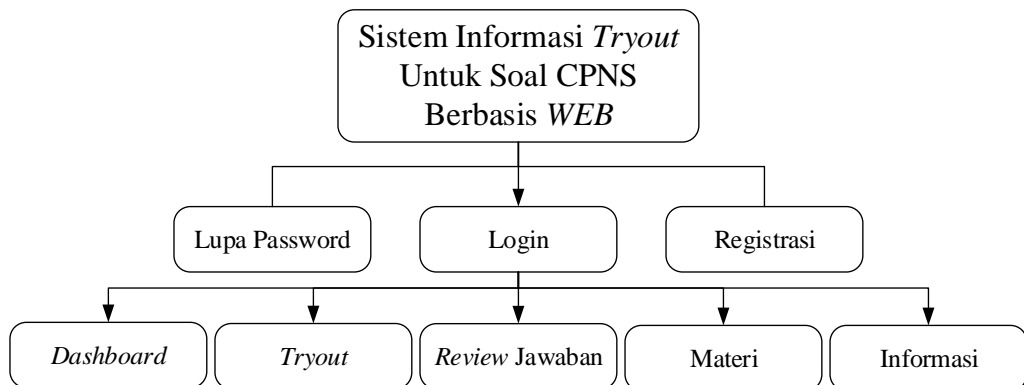 Sistem Informasi Tryout
Untuk Soal CPNS
Berbasis WEB
Lupa Password
Login
Registrasi
Dashboard
Tryout
Review Jawaban
Materi
Informasi